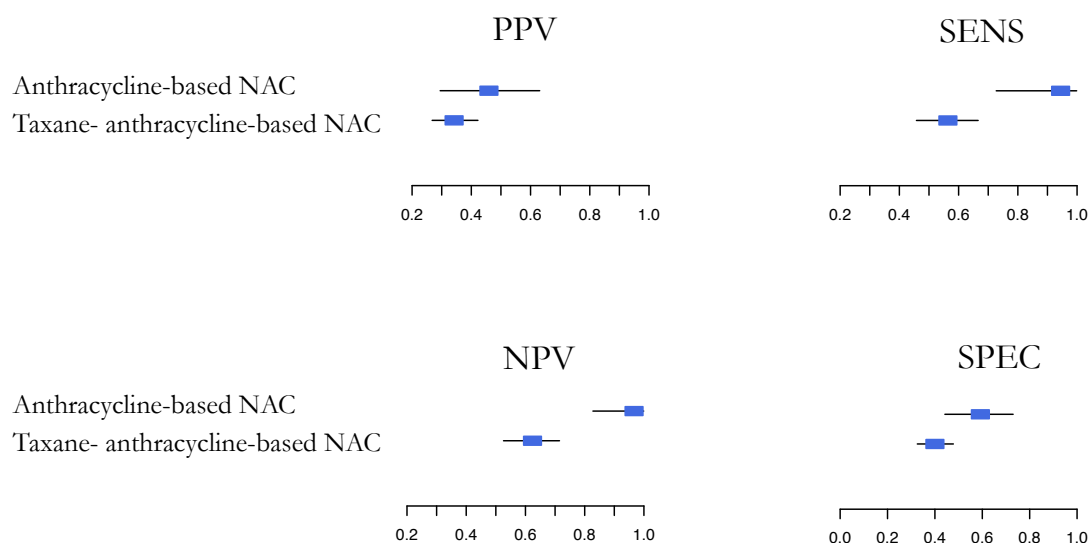 PPV
SENS
Anthracycline-based NAC
Taxane- anthracycline-based NAC
0.2 0.4 0.6 0.8 1.0
0.2 0.4 0.6 0.8 1.0
NPV
SPEC
Anthracycline-based NAC
Taxane- anthracycline-based NAC
0.2 0.4 0.6 0.8 1.0
0.0 0.2 0.4 0.6 0.8 1.0